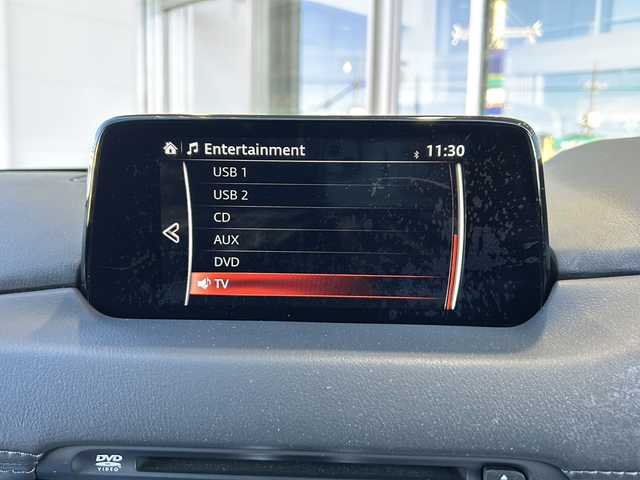 Entertainment 11:30
USB 1
USB 2
CD
AUX
DVD
TV
DVD
VIDEO